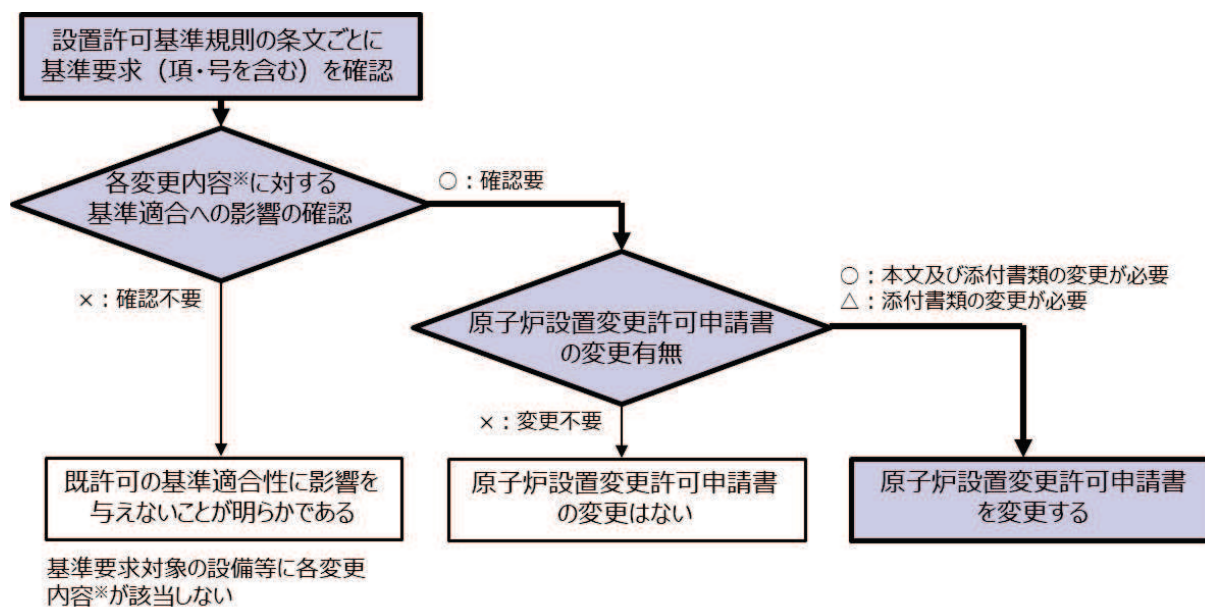 設置許可基準規則の条文ごとに
基準要求（項・号を含む）を確認
各変更内容※に対する
基準適合への影響の確認
○：確認要
×：確認不要
原子炉設置変更許可申請書
の変更有無
○：本文及び添付書類の変更が必要
△：添付書類の変更が必要
×：変更不要
既許可の基準適合性に影響を
与えないことが明らかである
原子炉設置変更許可申請書
の変更はない
原子炉設置変更許可申請書
を変更する
基準要求対象の設備等に各変更
内容※が該当しない